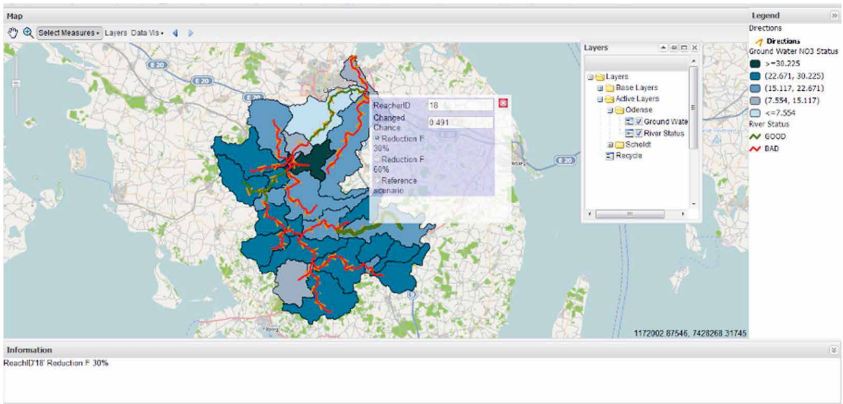 Map
Select Measures
Layers
Data Vis
Legend
Directions
Directions
Ground Water NO3 Status
>=30.225
(22.671, 30.225)
(15.117, 22.671)
(7.554, 15.117)
<=7.554
River Status
GOOD
BAD
Layers
Layers
Base Layers
Active Layers
Odense
Ground Wate
River Status
Scheldt
Recycle
ReacherID
18
Changed
Chance
0.491
Reduction F
30%
Reduction F
60%
Reference
scenario
E 20
E 20
E 20
1172002.87546, 7428268.31745
Information
ReachID'18' Reduction F 30%